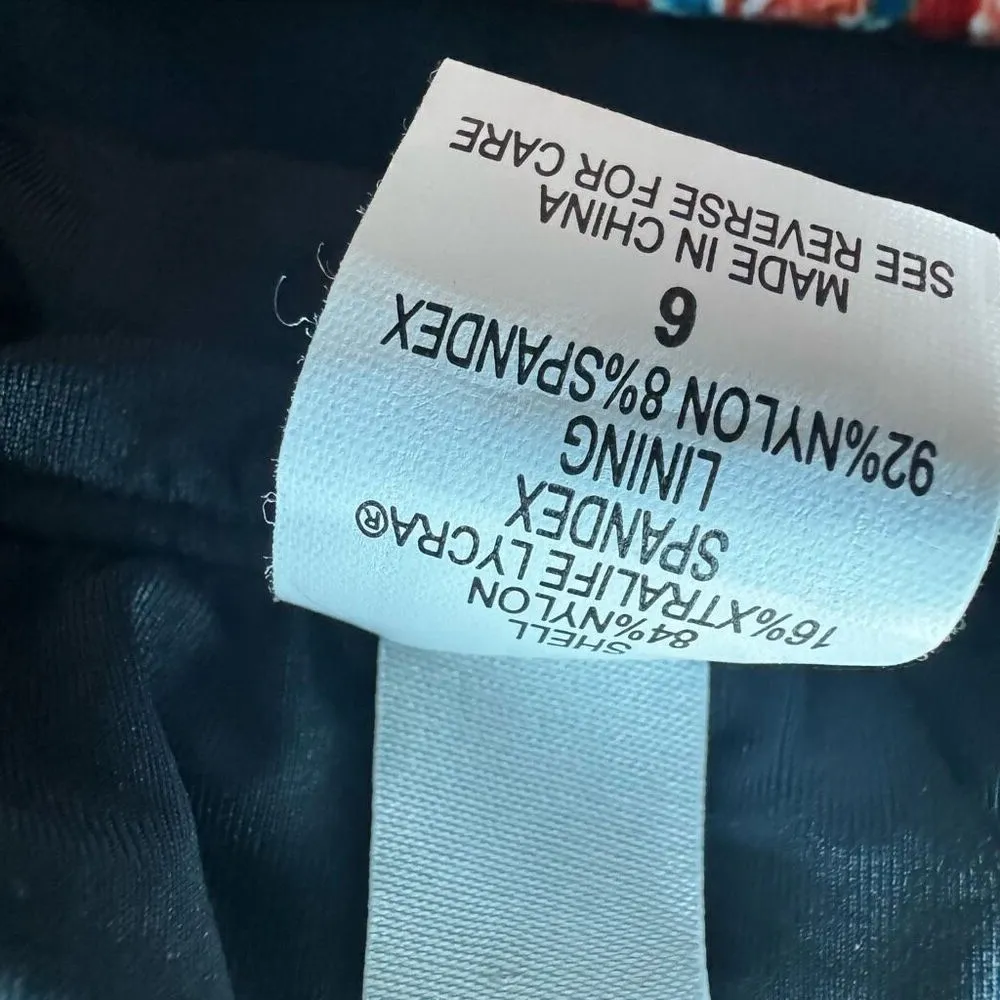 SHELL
84%NYLON
16%XTRALIFE LYCRA®
SPANDEX
LINING
92%NYLON 8%SPANDEX
6
MADE IN CHINA
SEE REVERSE FOR CARE